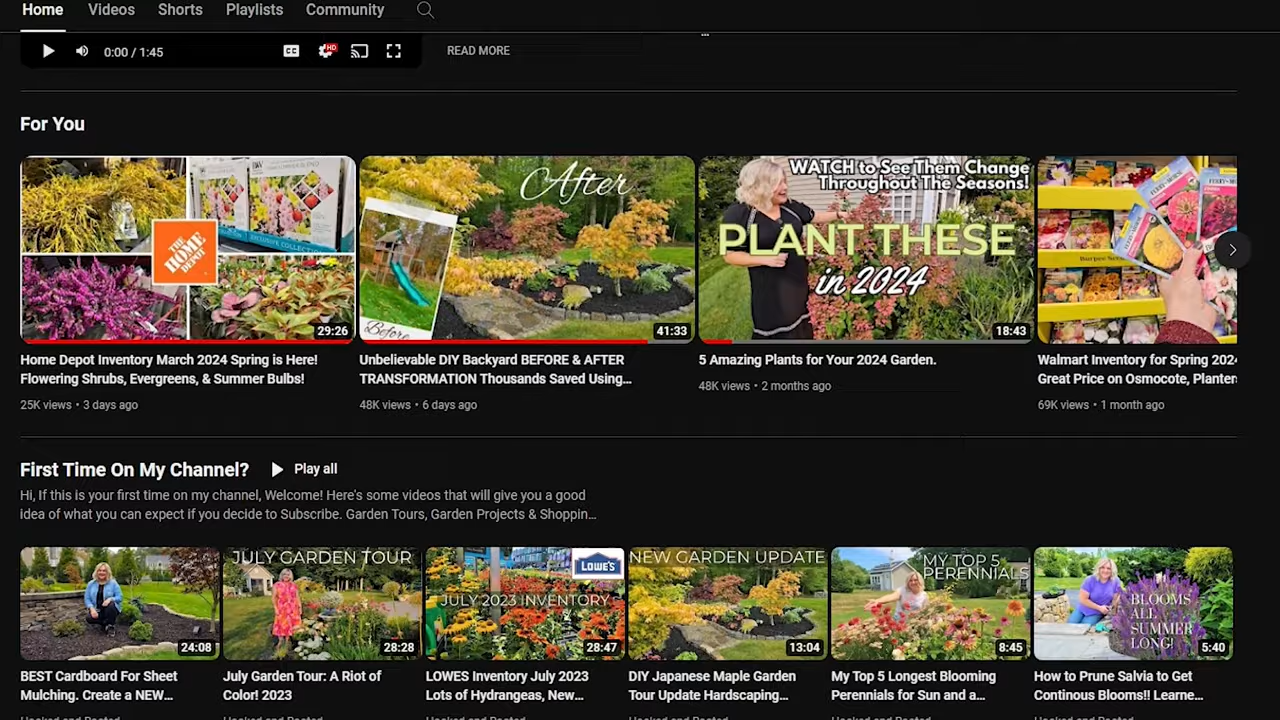 Home Videos Shorts Playlists Community
0:00 / 1:45 CC HD
READ MORE
For You
THE HOME DEPOT
29:26
After
Before
41:33
WATCH to See Them Change
Throughout The Seasons!
PLANT THESE
in 2024
18:43
FERRY-MORSE
Home Depot Inventory March 2024 Spring is Here!
Flowering Shrubs, Evergreens, & Summer Bulbs!
25K views • 3 days ago
Unbelievable DIY Backyard BEFORE & AFTER
TRANSFORMATION Thousands Saved Using...
48K views • 6 days ago
5 Amazing Plants for Your 2024 Garden.
48K views • 2 months ago
Walmart Inventory for Spring 2024
Great Price on Osmocote, Planters
69K views • 1 month ago
First Time On My Channel? Play all
Hi, If this is your first time on my channel, Welcome! Here's some videos that will give you a good
idea of what you can expect if you decide to Subscribe. Garden Tours, Garden Projects & Shoppin...
24:08
JULY GARDEN TOUR
28:28
LOWE'S
JULY 2023 INVENTORY
28:47
NEW GARDEN UPDATE
13:04
MY TOP 5
PERENNIALS
8:45
BLOOMS
ALL
SUMMER
LONG!
5:40
BEST Cardboard For Sheet
Mulching. Create a NEW...
July Garden Tour: A Riot of
Color! 2023
LOWES Inventory July 2023
Lots of Hydrangeas, New...
DIY Japanese Maple Garden
Tour Update Hardscaping...
My Top 5 Longest Blooming
Perennials for Sun and a...
How to Prune Salvia to Get
Continous Blooms!! Learne...